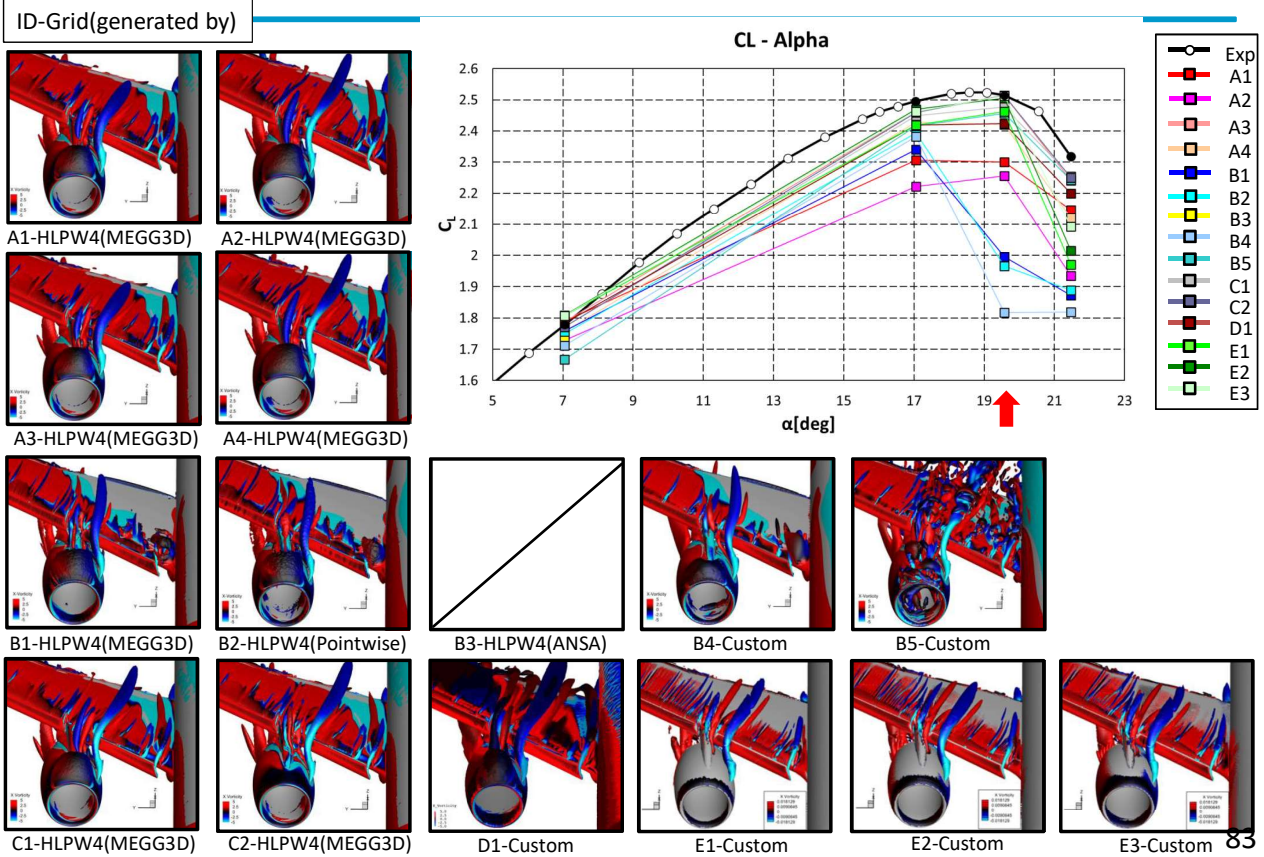 ID-Grid(generated by)
CL - Alpha
2.6
2.5
2.4
2.3
2.2
2.1
2
1.9
1.8
1.7
1.6
CL
5 7 9 11 13 15 17 19 21 23
α[deg]
Exp
A1
A2
A3
A4
B1
B2
B3
B4
B5
C1
C2
D1
E1
E2
E3
A1-HLPW4(MEGG3D)
A2-HLPW4(MEGG3D)
A3-HLPW4(MEGG3D)
A4-HLPW4(MEGG3D)
B1-HLPW4(MEGG3D)
B2-HLPW4(Pointwise)
B3-HLPW4(ANSA)
B4-Custom
B5-Custom
C1-HLPW4(MEGG3D)
C2-HLPW4(MEGG3D)
D1-Custom
E1-Custom
E2-Custom
E3-Custom
83